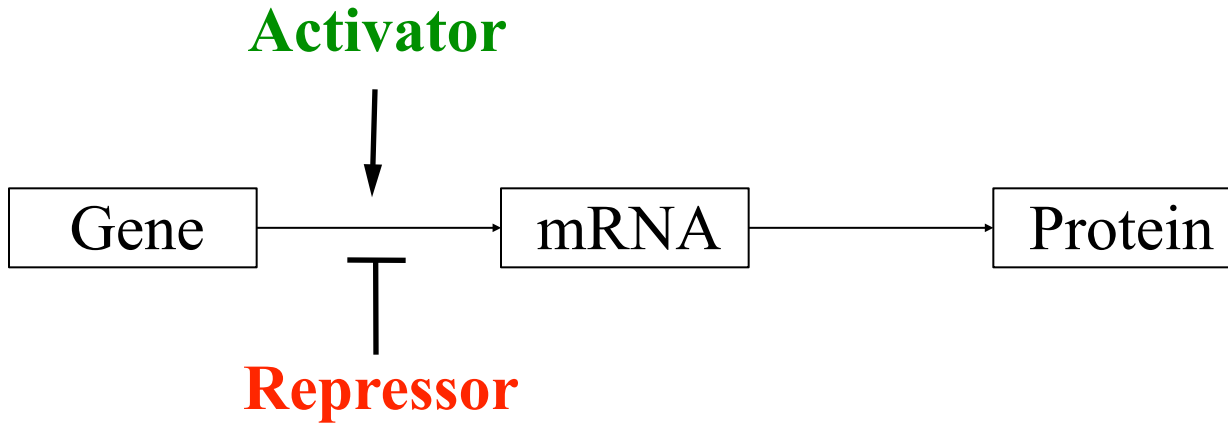 Activator
Gene
mRNA
Protein
Repressor